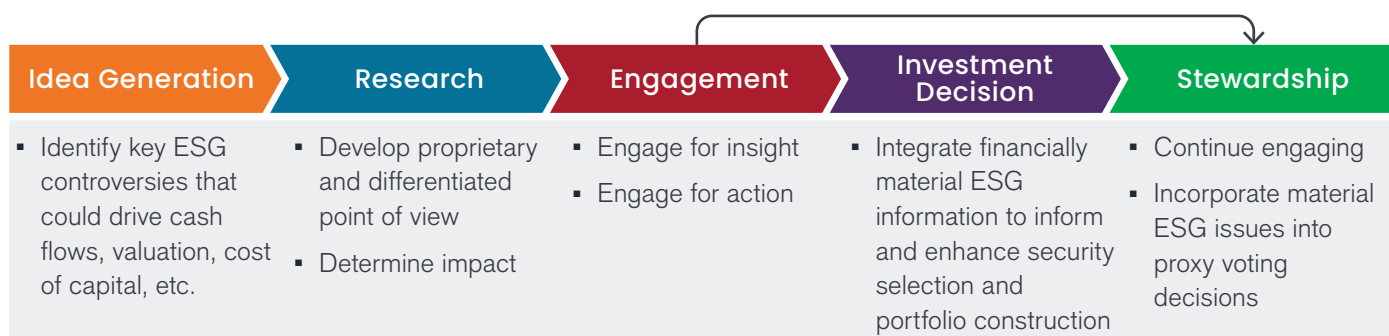 Idea Generation
Research
Engagement
Investment
Decision
Stewardship
▪ Identify key ESG
controversies that
could drive cash
flows, valuation, cost
of capital, etc.
▪ Develop proprietary
and differentiated
point of view
▪ Determine impact
▪ Engage for insight
▪ Engage for action
▪ Integrate financially
material ESG
information to inform
and enhance security
selection and
portfolio construction
▪ Continue engaging
▪ Incorporate material
ESG issues into
proxy voting
decisions